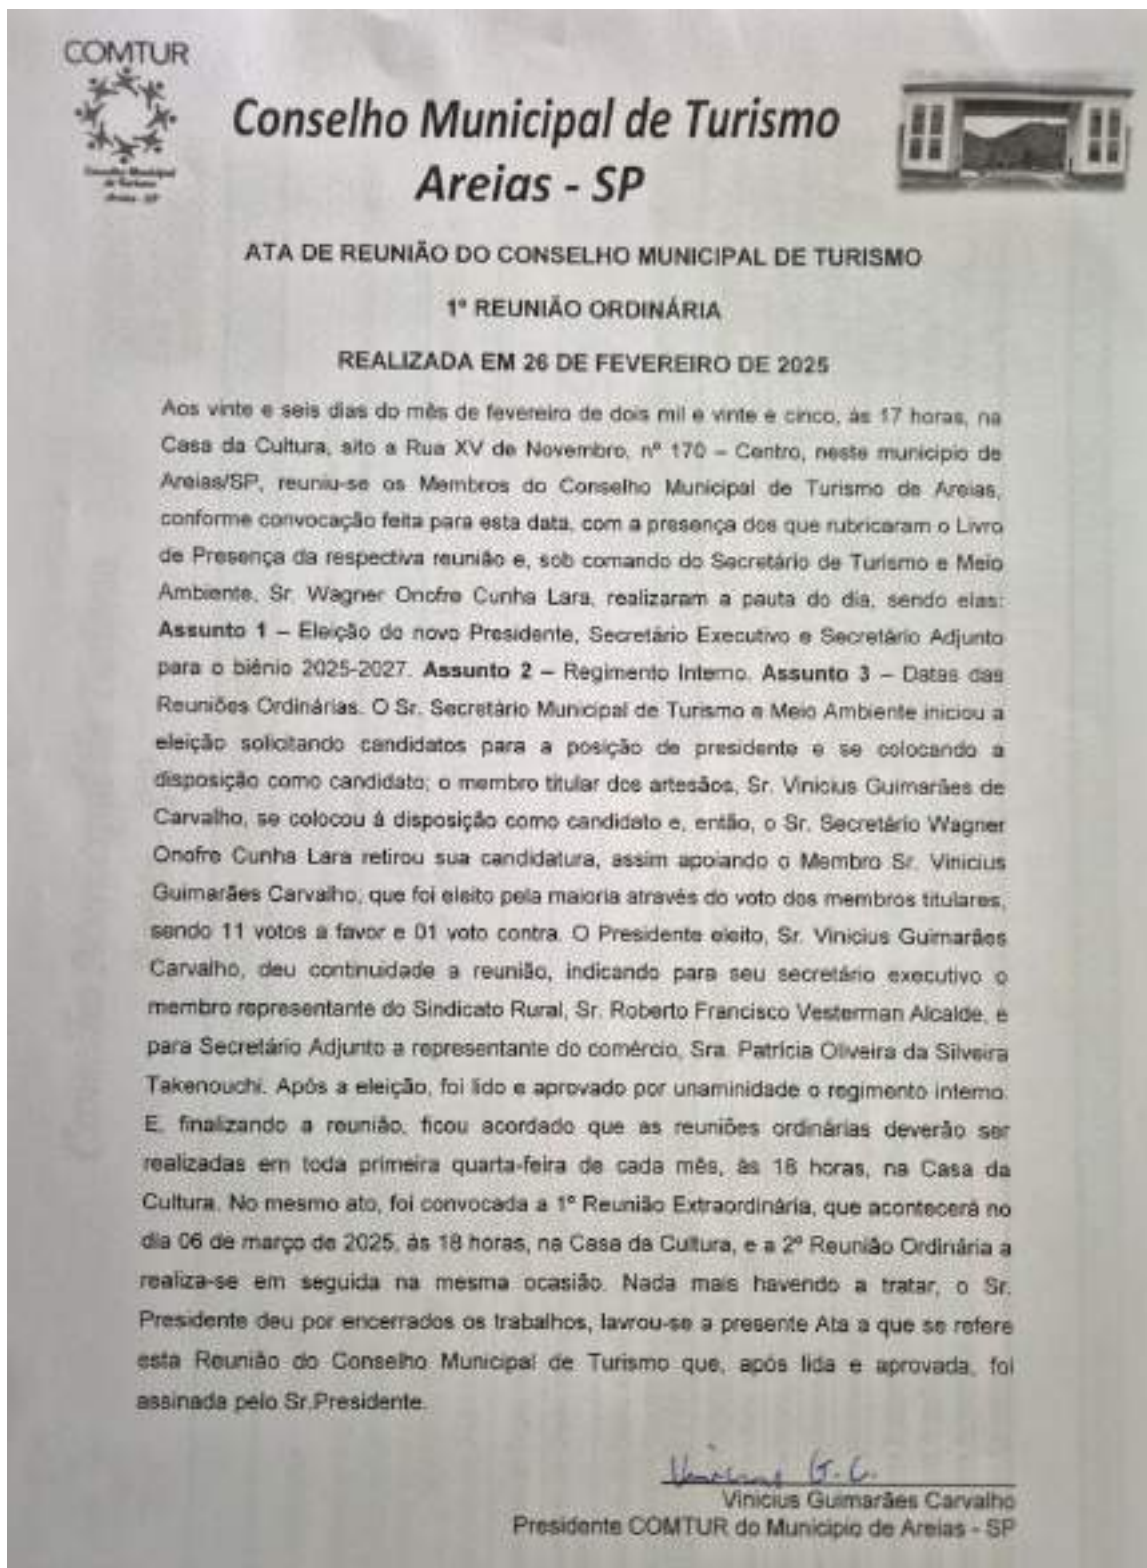 COMTUR
Conselho Municipal
de Turismo
Areias - SP
Conselho Municipal de Turismo
Areias - SP
ATA DE REUNIÃO DO CONSELHO MUNICIPAL DE TURISMO
1ª REUNIÃO ORDINÁRIA
REALIZADA EM 26 DE FEVEREIRO DE 2025
Aos vinte e seis dias do mês de fevereiro de dois mil e vinte e cinco, às 17 horas, na
Casa da Cultura, sito a Rua XV de Novembro, nº 170 – Centro, neste município de
Areias/SP, reuniu-se os Membros do Conselho Municipal de Turismo de Areias,
conforme convocação feita para esta data, com a presença dos que rubricaram o Livro
de Presença da respectiva reunião e, sob comando do Secretário de Turismo e Meio
Ambiente, Sr. Wagner Onofre Cunha Lara, realizaram a pauta do dia, sendo elas:
Assunto 1 – Eleição do novo Presidente, Secretário Executivo e Secretário Adjunto
para o biênio 2025-2027. Assunto 2 – Regimento Interno. Assunto 3 – Datas das
Reuniões Ordinárias. O Sr. Secretário Municipal de Turismo e Meio Ambiente iniciou a
eleição solicitando candidatos para a posição de presidente e se colocando a
disposição como candidato; o membro titular dos artesãos, Sr. Vinicius Guimarães de
Carvalho, se colocou à disposição como candidato e, então, o Sr. Secretário Wagner
Onofre Cunha Lara retirou sua candidatura, assim apoiando o Membro Sr. Vinicius
Guimarães Carvalho, que foi eleito pela maioria através do voto dos membros titulares,
sendo 11 votos a favor e 01 voto contra. O Presidente eleito, Sr. Vinicius Guimarães
Carvalho, deu continuidade a reunião, indicando para seu secretário executivo o
membro representante do Sindicato Rural, Sr. Roberto Francisco Vesterman Alcalde, e
para Secretário Adjunto a representante do comércio, Sra. Patrícia Oliveira da Silveira
Takenouchi. Após a eleição, foi lido e aprovado por unaminidade o regimento interno.
E, finalizando a reunião, ficou acordado que as reuniões ordinárias deverão ser
realizadas em toda primeira quarta-feira de cada mês, às 18 horas, na Casa da
Cultura. No mesmo ato, foi convocada a 1ª Reunião Extraordinária, que acontecerá no
dia 06 de março de 2025, às 18 horas, na Casa da Cultura, e a 2ª Reunião Ordinária a
realiza-se em seguida na mesma ocasião. Nada mais havendo a tratar, o Sr.
Presidente deu por encerrados os trabalhos, lavrou-se a presente Ata a que se refere
esta Reunião do Conselho Municipal de Turismo que, após lida e aprovada, foi
assinada pelo Sr.Presidente.
Vinicius G. C.
Vinicius Guimarães Carvalho
Presidente COMTUR do Município de Areias - SP